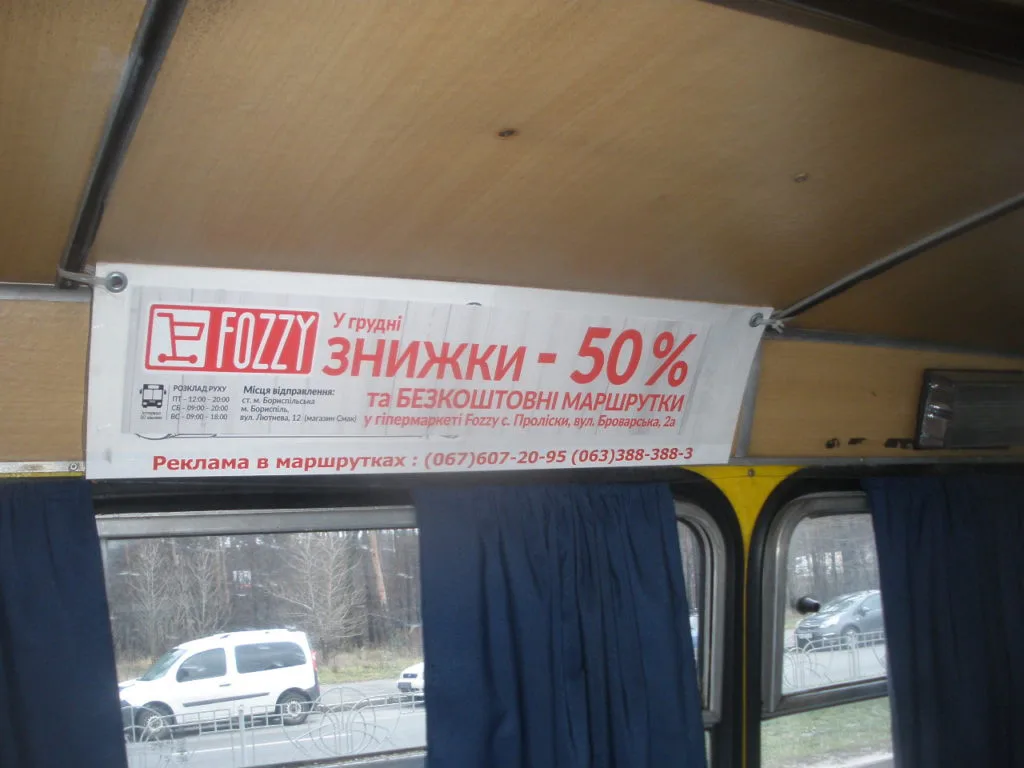 FOZZY
У грудні
ЗНИЖКИ - 50%
та БЕЗКОШТОВНІ МАРШРУТКИ
у гіпермаркеті Fozzy с. Проліски, вул. Броварська, 2а
РОЗКЛАД РУХУ
ПТ - 12:00 - 20:00
СБ - 09:00 - 20:00
ВС - 09:00 - 18:00
Місця відправлення:
ст. м. Бориспільська
м. Бориспіль,
вул. Лютнева, 12 (магазин Смак)
Реклама в маршрутках : (067)607-20-95 (063)388-388-3